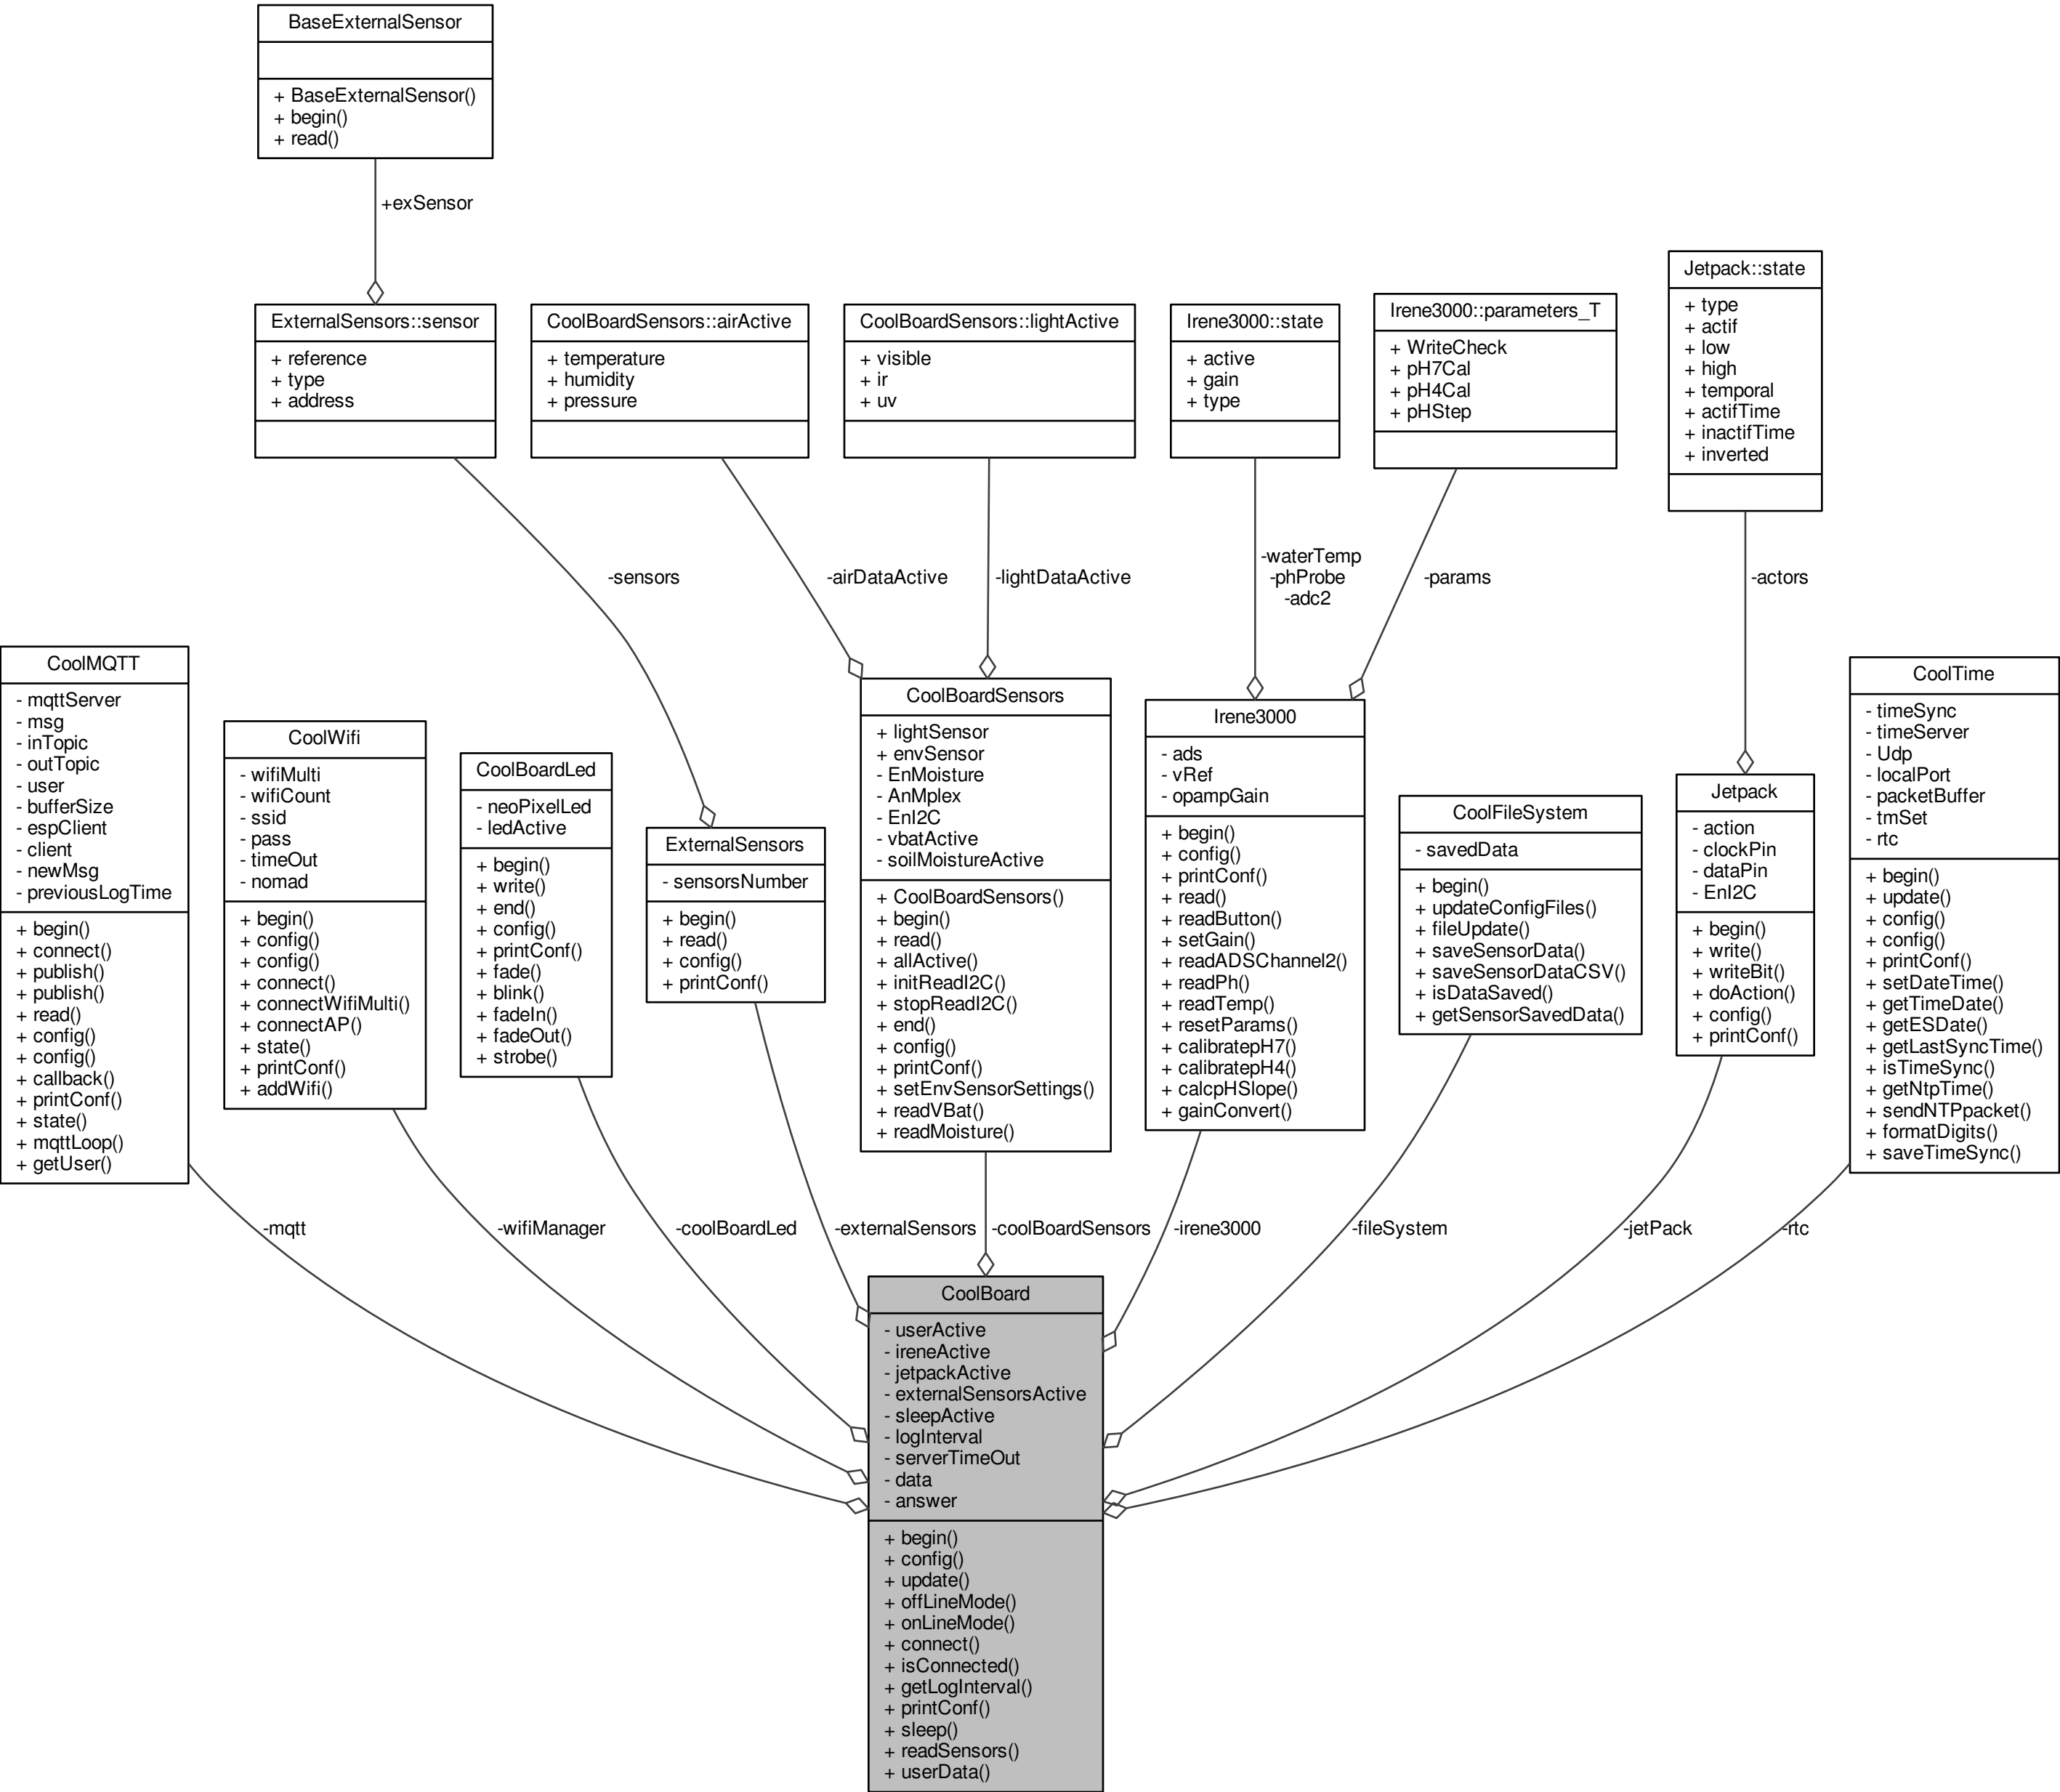 BaseExternalSensor
+ BaseExternalSensor()
+ begin()
+ read()
+exSensor
ExternalSensors::sensor
+ reference
+ type
+ address
CoolBoardSensors::airActive
+ temperature
+ humidity
+ pressure
CoolBoardSensors::lightActive
+ visible
+ ir
+ uv
Irene3000::state
+ active
+ gain
+ type
Irene3000::parameters_T
+ WriteCheck
+ pH7Cal
+ pH4Cal
+ pHStep
Jetpack::state
+ type
+ actif
+ low
+ high
+ temporal
+ actifTime
+ inactifTime
+ inverted
-sensors
-airDataActive
-lightDataActive
-waterTemp
-phProbe
-adc2
-params
-actors
CoolMQTT
- mqttServer
- msg
- inTopic
- outTopic
- user
- bufferSize
- espClient
- client
- newMsg
- previousLogTime
+ begin()
+ connect()
+ publish()
+ publish()
+ read()
+ config()
+ config()
+ callback()
+ printConf()
+ state()
+ mqttLoop()
+ getUser()
CoolWifi
- wifiMulti
- wifiCount
- ssid
- pass
- timeOut
- nomad
+ begin()
+ config()
+ config()
+ connect()
+ connectWifiMulti()
+ connectAP()
+ state()
+ printConf()
+ addWifi()
CoolBoardLed
- neoPixelLed
- ledActive
+ begin()
+ write()
+ end()
+ config()
+ printConf()
+ fade()
+ blink()
+ fadeIn()
+ fadeOut()
+ strobe()
ExternalSensors
- sensorsNumber
+ begin()
+ read()
+ config()
+ printConf()
CoolBoardSensors
+ lightSensor
+ envSensor
- EnMoisture
- AnMplex
- EnI2C
- vbatActive
- soilMoistureActive
+ CoolBoardSensors()
+ begin()
+ read()
+ allActive()
+ initReadI2C()
+ stopReadI2C()
+ end()
+ config()
+ printConf()
+ setEnvSensorSettings()
+ readVBat()
+ readMoisture()
Irene3000
- ads
- vRef
- opampGain
+ begin()
+ config()
+ printConf()
+ read()
+ readButton()
+ setGain()
+ readADSChannel2()
+ readPh()
+ readTemp()
+ resetParams()
+ calibratepH7()
+ calibratepH4()
+ calcpHSlope()
+ gainConvert()
CoolFileSystem
- savedData
+ begin()
+ updateConfigFiles()
+ fileUpdate()
+ saveSensorData()
+ saveSensorDataCSV()
+ isDataSaved()
+ getSensorSavedData()
Jetpack
- action
- clockPin
- dataPin
- EnI2C
+ begin()
+ write()
+ writeBit()
+ doAction()
+ config()
+ printConf()
CoolTime
- timeSync
- timeServer
- Udp
- localPort
- packetBuffer
- tmSet
- rtc
+ begin()
+ update()
+ config()
+ config()
+ printConf()
+ setDateTime()
+ getTimeDate()
+ getESDate()
+ getLastSyncTime()
+ isTimeSync()
+ getNtpTime()
+ sendNTPpacket()
+ formatDigits()
+ saveTimeSync()
-mqtt
-wifiManager
-coolBoardLed
-externalSensors
-coolBoardSensors
-irene3000
-fileSystem
-jetPack
-rtc
CoolBoard
- userActive
- ireneActive
- jetpackActive
- externalSensorsActive
- sleepActive
- logInterval
- serverTimeOut
- data
- answer
+ begin()
+ config()
+ update()
+ offLineMode()
+ onLineMode()
+ connect()
+ isConnected()
+ getLogInterval()
+ printConf()
+ sleep()
+ readSensors()
+ userData()